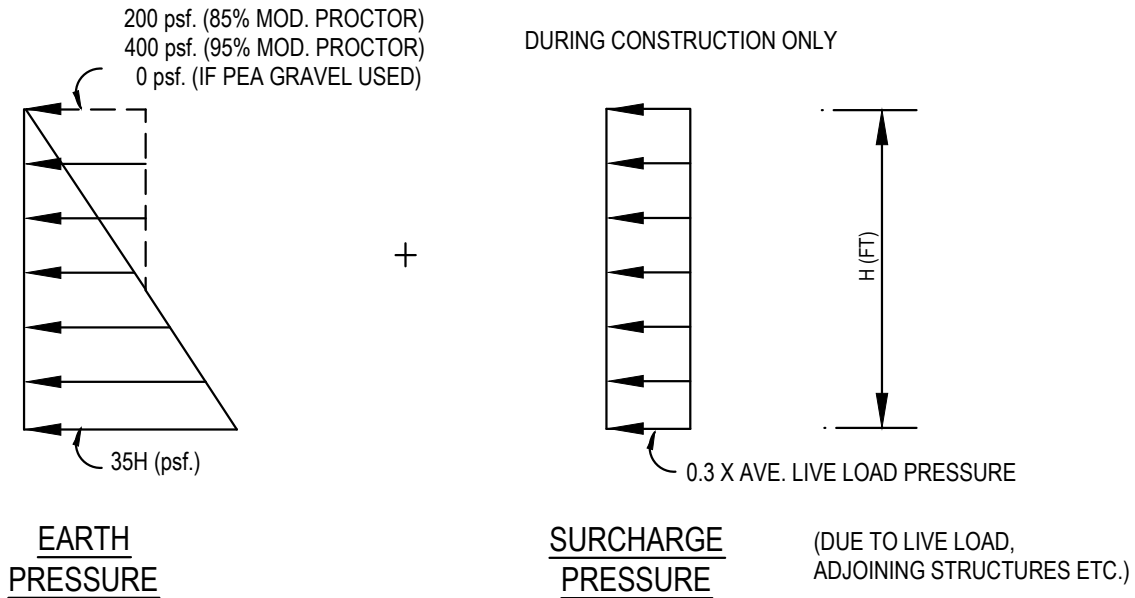 200 psf. (85% MOD. PROCTOR)
400 psf. (95% MOD. PROCTOR)
0 psf. (IF PEA GRAVEL USED)
DURING CONSTRUCTION ONLY
+
H (FT)
35H (psf.)
0.3 X AVE. LIVE LOAD PRESSURE
EARTH
PRESSURE
SURCHARGE
PRESSURE
(DUE TO LIVE LOAD,
ADJOINING STRUCTURES ETC.)